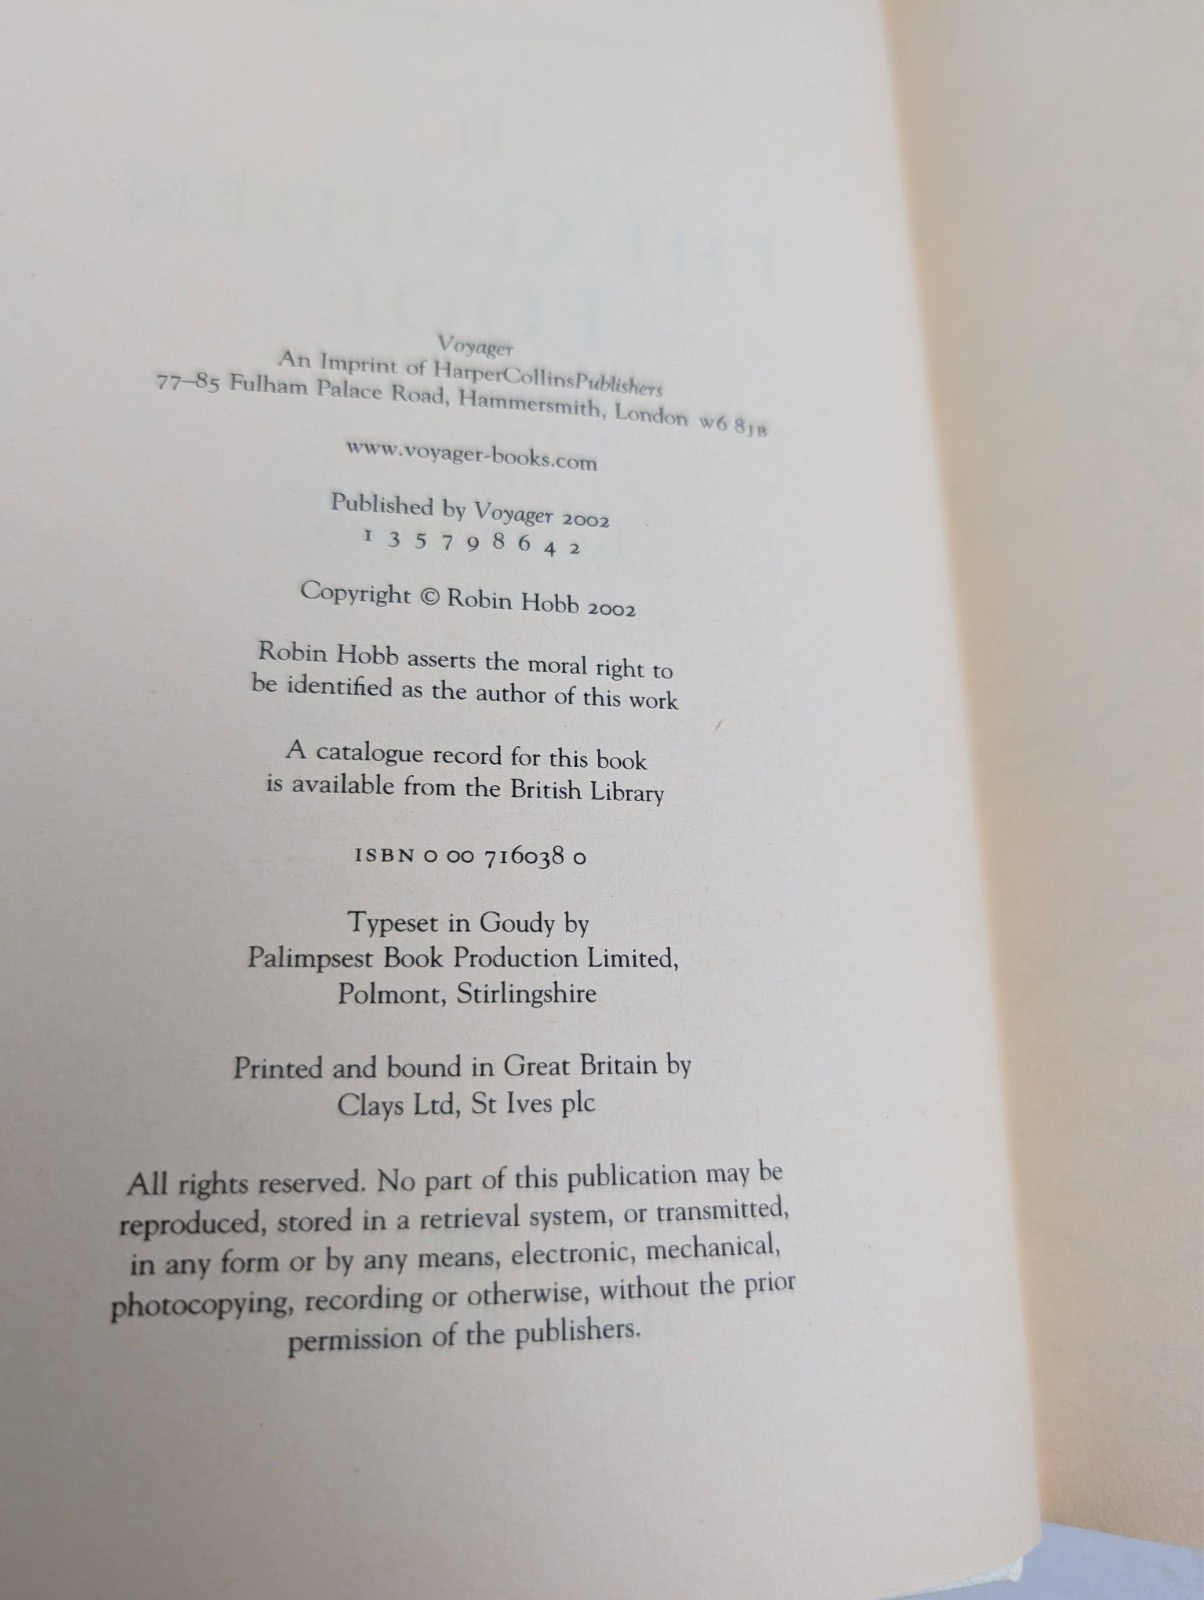 Voyager
An Imprint of HarperCollinsPublishers
77–85 Fulham Palace Road, Hammersmith, London W6 8JB
www.voyager-books.com
Published by Voyager 2002
1 3 5 7 9 8 6 4 2
Copyright © Robin Hobb 2002
Robin Hobb asserts the moral right to
be identified as the author of this work
A catalogue record for this book
is available from the British Library
ISBN 0 00 716038 0
Typeset in Goudy by
Palimpsest Book Production Limited,
Polmont, Stirlingshire
Printed and bound in Great Britain by
Clays Ltd, St Ives plc
All rights reserved. No part of this publication may be
reproduced, stored in a retrieval system, or transmitted,
in any form or by any means, electronic, mechanical,
photocopying, recording or otherwise, without the prior
permission of the publishers.